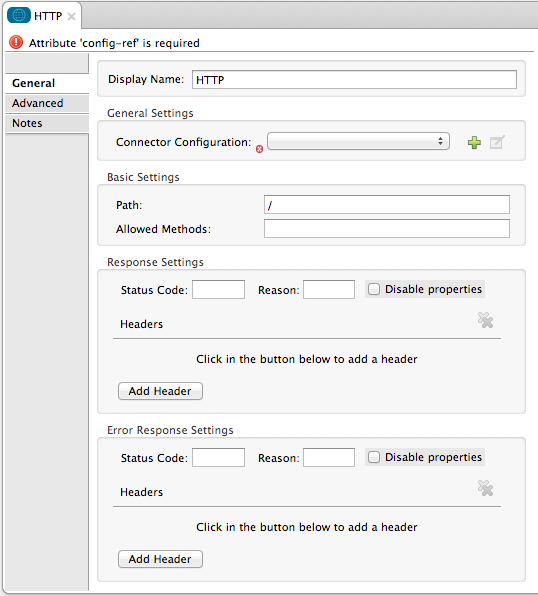 HTTP
Attribute 'config-ref' is required
General
Advanced
Notes
Display Name: HTTP
General Settings
Connector Configuration:
Basic Settings
Path: /
Allowed Methods:
Response Settings
Status Code: Reason: Disable properties
Headers
Click in the button below to add a header
Add Header
Error Response Settings
Status Code: Reason: Disable properties
Headers
Click in the button below to add a header
Add Header